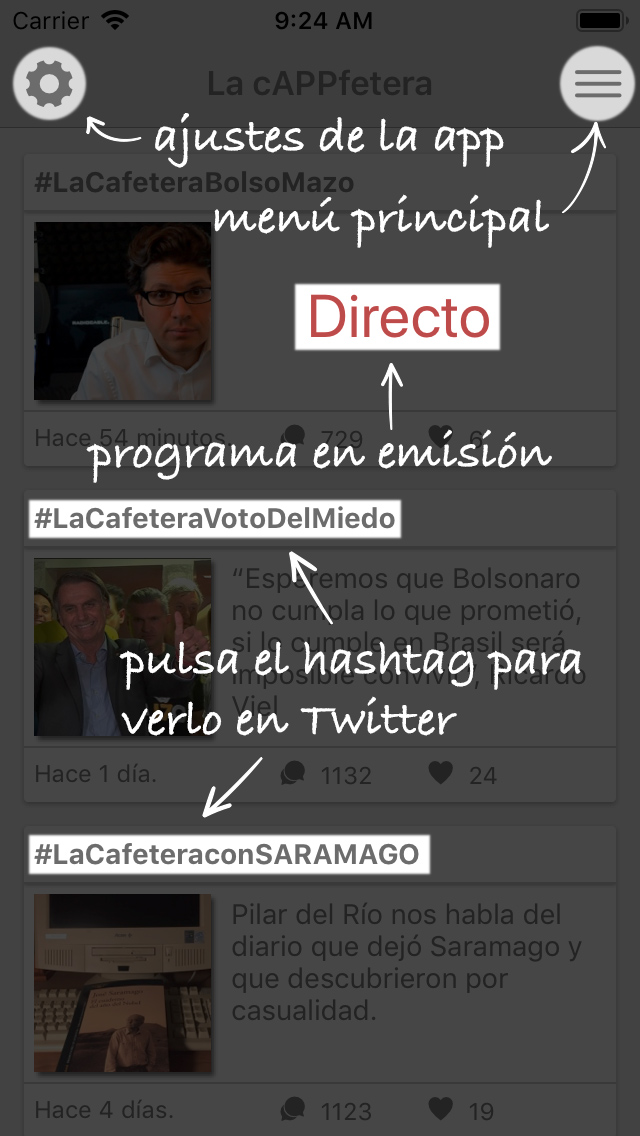 Carrier 9:24 AM
La cAPPfetera
ajustes de la app
#LaCafeteraBolsoMazo
menú principal
Directo
Hace 54 minutos. 729 6
programa en emisión
#LaCafeteraVotoDelMiedo
“Esperemos que Bolsonaro
no cumpla lo que prometió,
si lo cumple en Brasil será
imposible convivir”, Ricardo
Viel
pulsa el hashtag para
verlo en Twitter
Hace 1 día. 1132 24
#LaCafeteraconSARAMAGO
Pilar del Río nos habla del
diario que dejó Saramago y
que descubrieron por
casualidad.
Hace 4 días. 1123 19